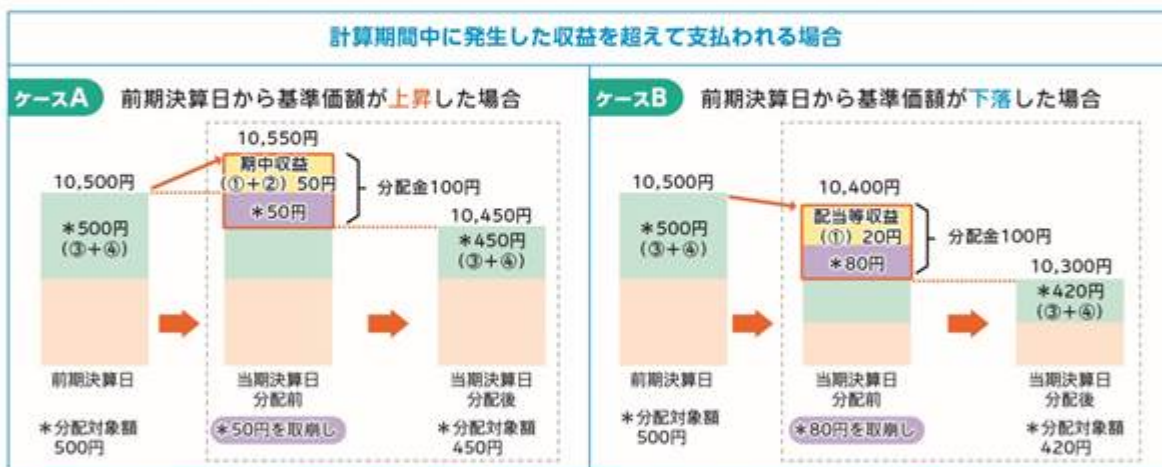 計算期間中に発生した収益を超えて支払われる場合
ケースA 前期決算日から基準価額が上昇した場合
10,550円
10,500円
期中収益
(①+②) 50円
分配金100円
*50円
*500円
(③+④)
10,450円
*450円
(③+④)
前期決算日
当期決算日
分配前
当期決算日
分配後
*分配対象額
500円
*50円を取崩し
*分配対象額
450円
ケースB 前期決算日から基準価額が下落した場合
10,500円
10,400円
配当等収益
(①) 20円
分配金100円
*80円
*500円
(③+④)
10,300円
*420円
(③+④)
前期決算日
当期決算日
分配前
当期決算日
分配後
*分配対象額
500円
*80円を取崩し
*分配対象額
420円